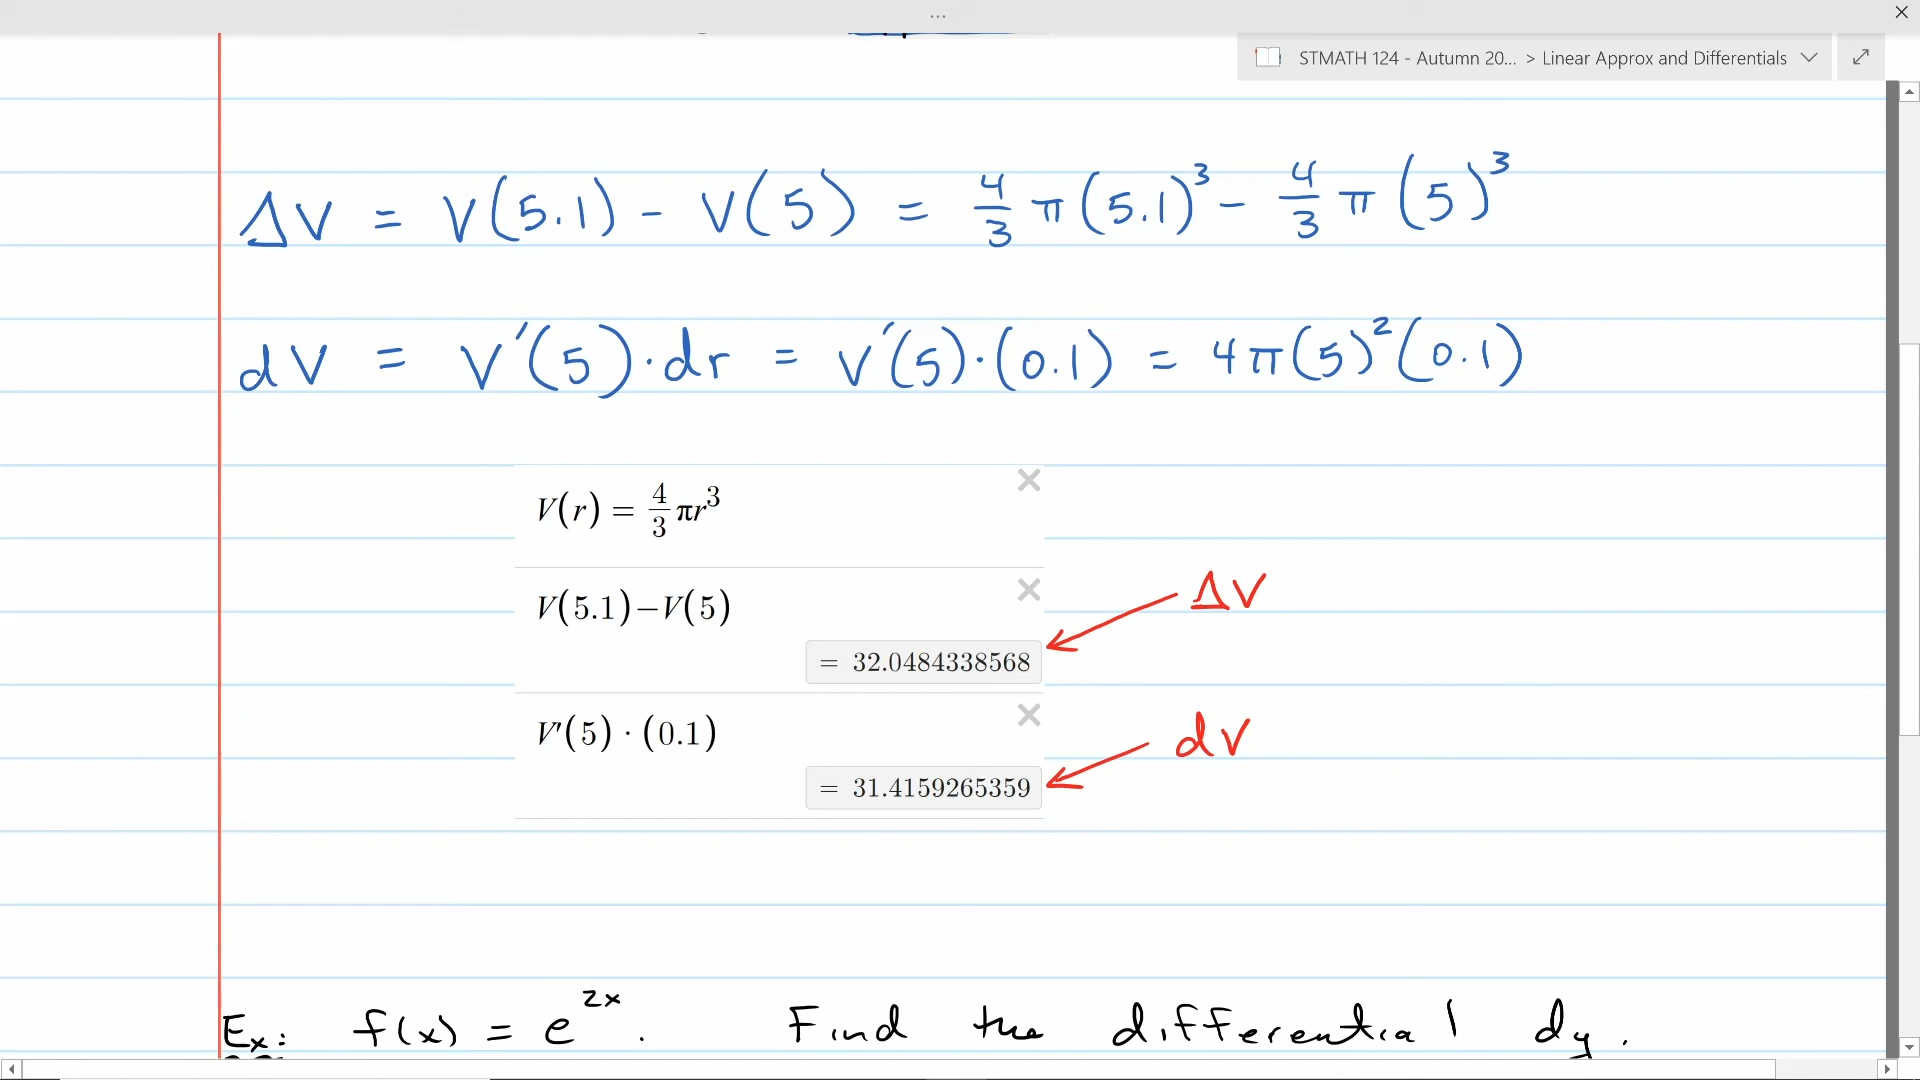 ...
STMATH 124 - Autumn 20... > Linear Approx and Differentials
ΔV = V(5.1) - V(5) = 4/3 π(5.1)³ - 4/3 π(5)³
dV = V'(5)·dr = V'(5)·(0.1) = 4π(5)²(0.1)
V(r) = 4/3 πr³
V(5.1)–V(5)
ΔV
= 32.0484338568
V'(5) · (0.1)
dV
= 31.4159265359
Ex: f(x) = e^2x. Find the differential dy.